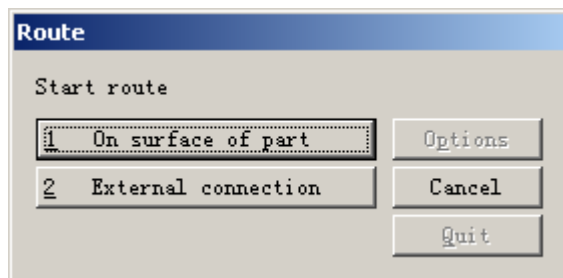 Route
Start route
1 On surface of part
Options
2 External connection
Cancel
Quit